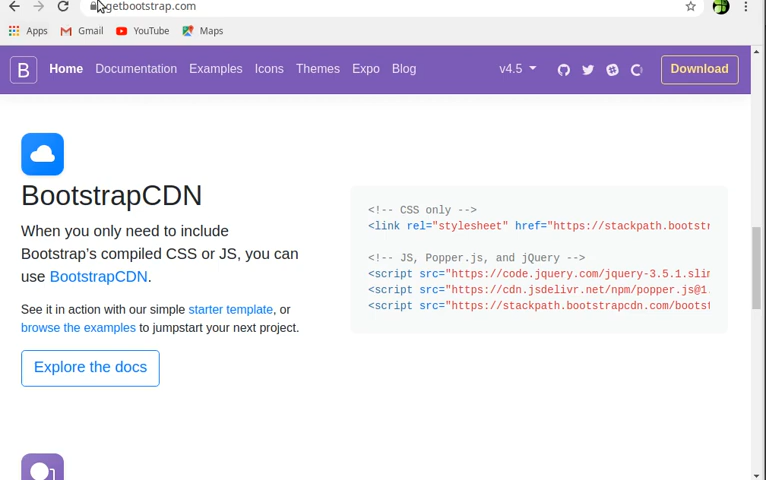 getbootstrap.com
Apps Gmail YouTube Maps
B Home Documentation Examples Icons Themes Expo Blog v4.5 Download
BootstrapCDN
When you only need to include
Bootstrap's compiled CSS or JS, you can
use BootstrapCDN.
See it in action with our simple starter template, or
browse the examples to jumpstart your next project.
Explore the docs
<!-- CSS only -->
<link rel="stylesheet" href="https://stackpath.bootstr
<!-- JS, Popper.js, and jQuery -->
<script src="https://code.jquery.com/jquery-3.5.1.slin
<script src="https://cdn.jsdelivr.net/npm/popper.js@1.
<script src="https://stackpath.bootstrapcdn.com/bootst